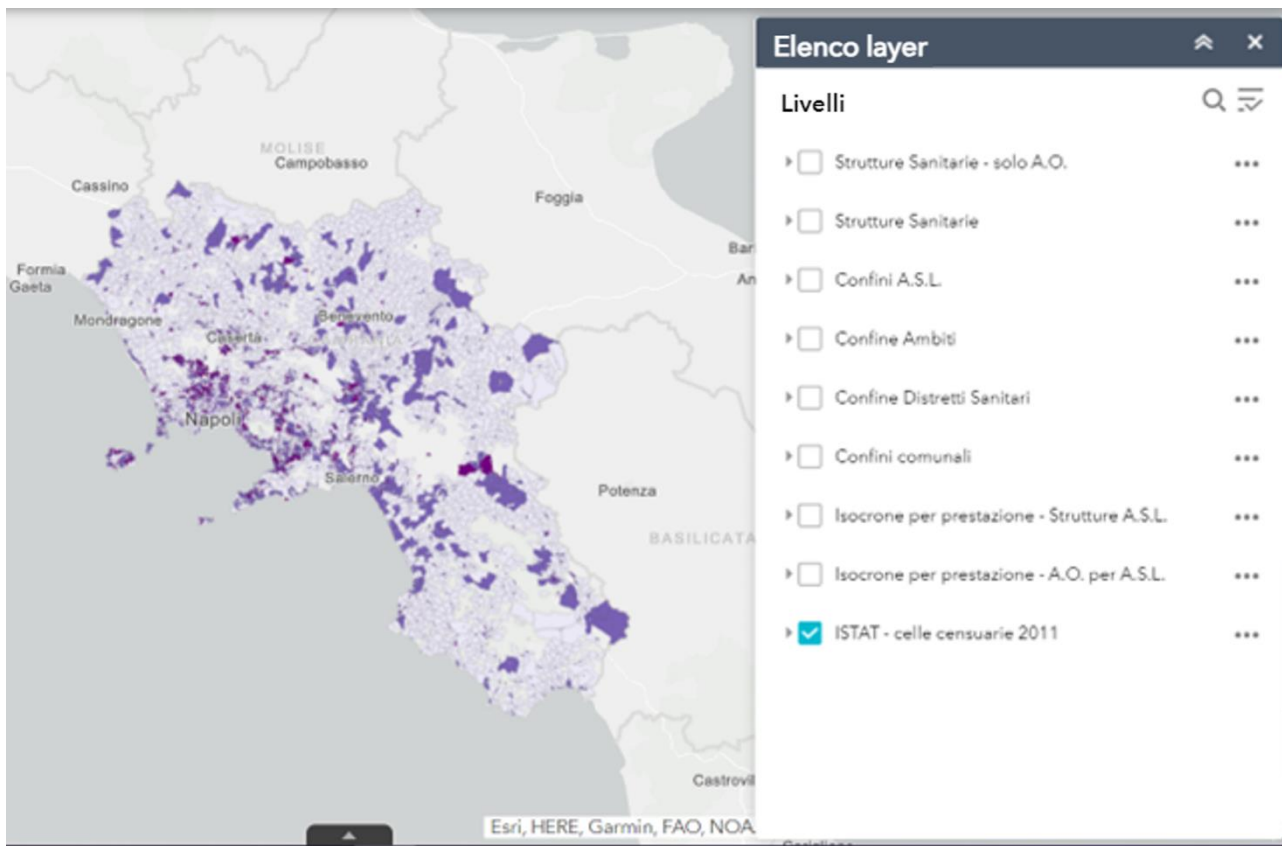 Elenco layer
Livelli
Strutture Sanitarie - solo A.O.
Strutture Sanitarie
Confini A.S.L.
Confine Ambiti
Confine Distretti Sanitari
Confini comunali
Isocrone per prestazione - Strutture A.S.L.
Isocrone per prestazione - A.O. per A.S.L.
ISTAT - celle censuarie 2011
MOLISE
Campobasso
Cassino
Foggia
Bar
Formia
Gaeta
An
Mondragone
Benevento
Caserta
Napoli
Salerno
Potenza
BASILICATA
Castrovil
Esri, HERE, Garmin, FAO, NOA